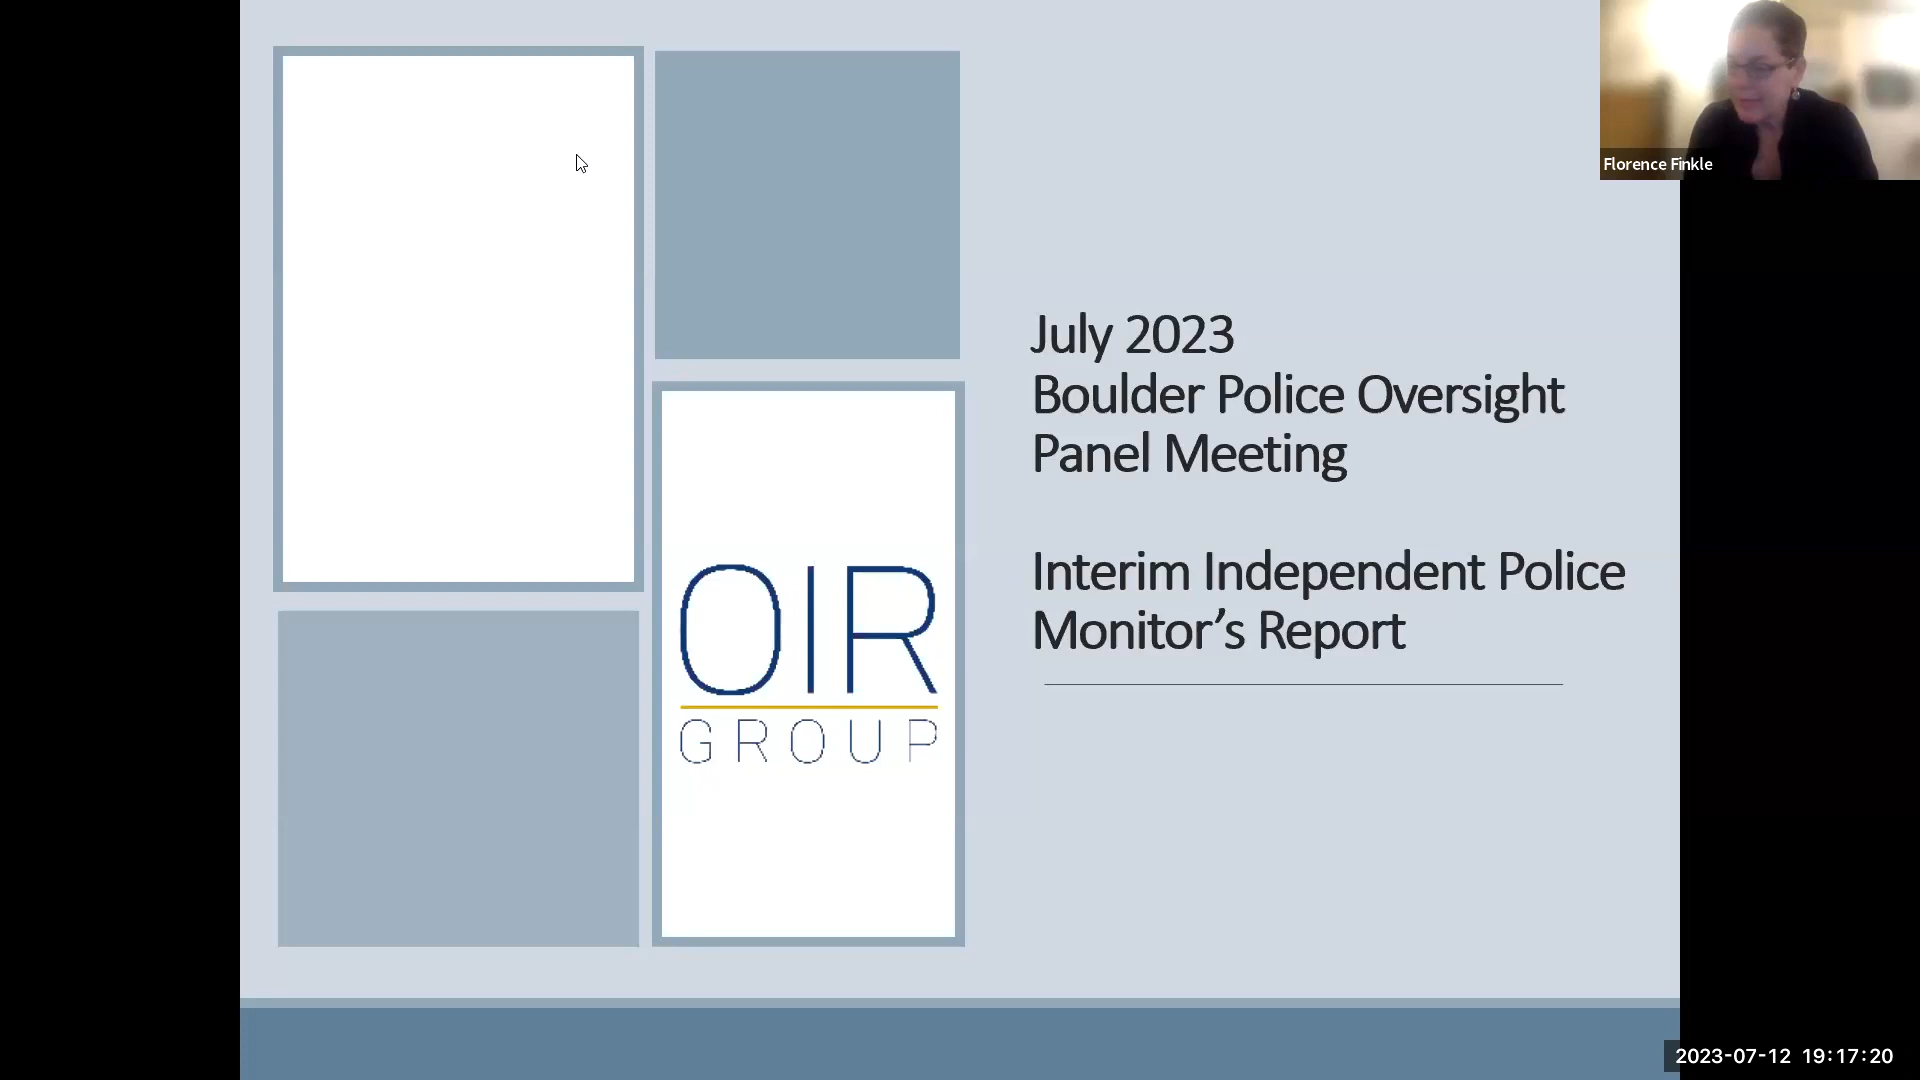 Florence Finkle
July 2023
Boulder Police Oversight
Panel Meeting
Interim Independent Police
Monitor’s Report
OIR
GROUP
2023-07-12 19:17:20